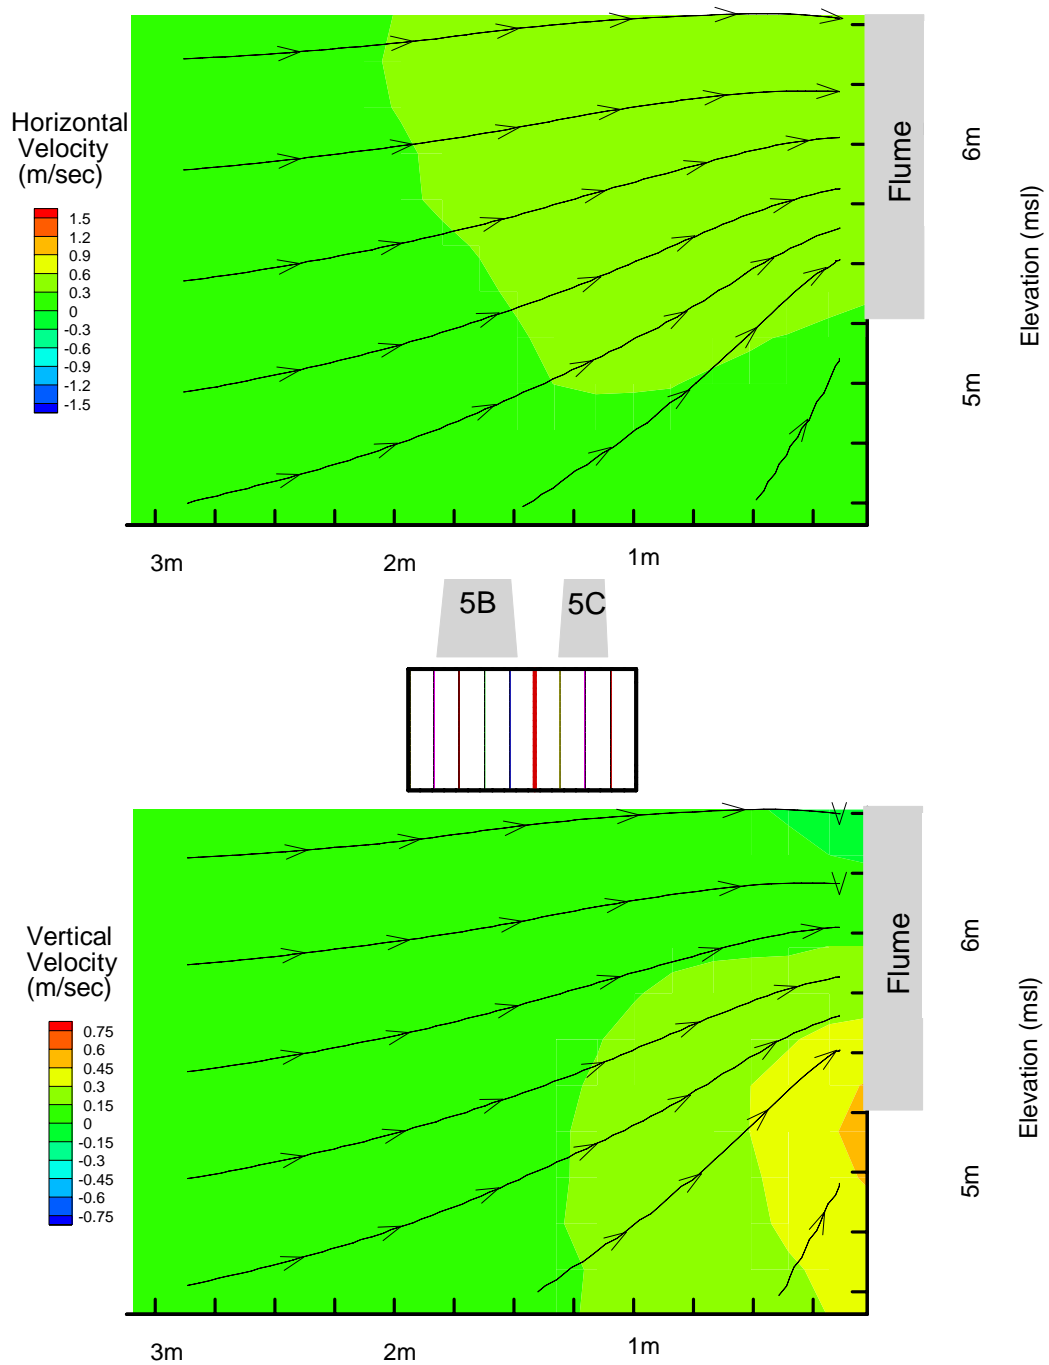 Horizontal
Velocity
(m/sec)
1.5
1.2
0.9
0.6
0.3
0
-0.3
-0.6
-0.9
-1.2
-1.5
Flume
6m
5m
Elevation (msl)
3m
2m
1m
5B
5C
Vertical
Velocity
(m/sec)
0.75
0.6
0.45
0.3
0.15
0
-0.15
-0.3
-0.45
-0.6
-0.75
Flume
6m
5m
Elevation (msl)
3m
2m
1m